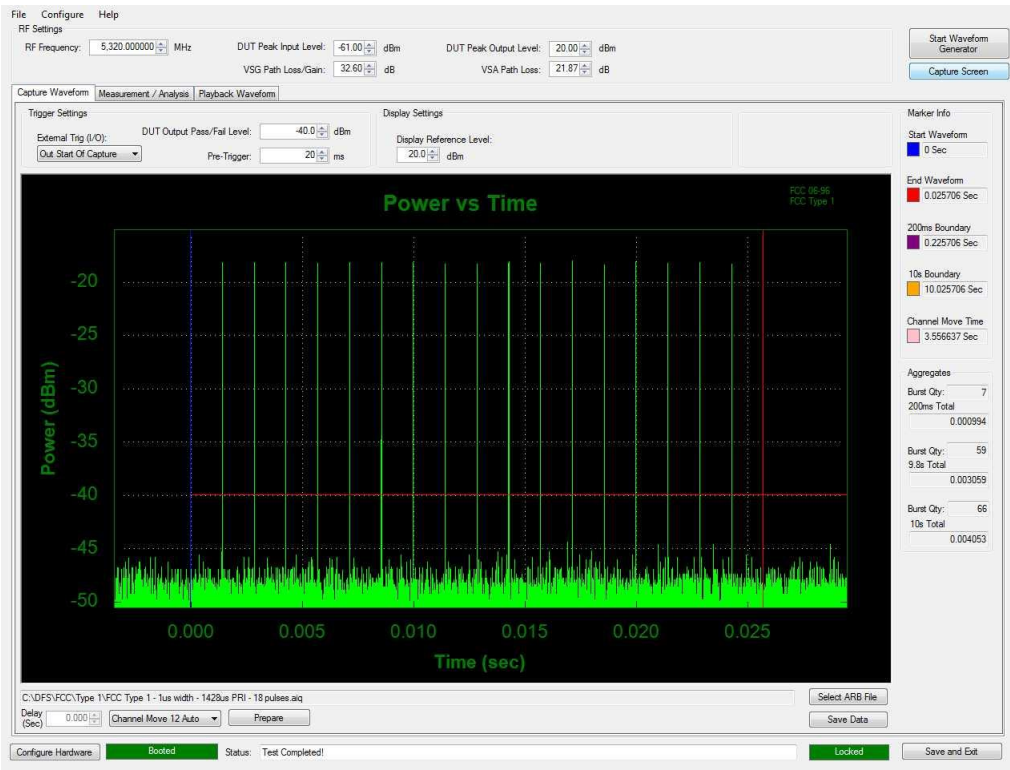 File Configure Help
RF Settings
RF Frequency: 5,320.000000 MHz DUT Peak Input Level: -61.00 dBm DUT Peak Output Level: 20.00 dBm
VSG Path Loss/Gain: 32.60 dB VSA Path Loss: 21.87 dB
Start Waveform
Generator
Capture Screen
Capture Waveform Measurement / Analysis Playback Waveform
Trigger Settings
External Trig (I/O):
Out Start Of Capture
DUT Output Pass/Fail Level: -40.0 dBm
Pre-Trigger: 20 ms
Display Settings
Display Reference Level:
20.0 dBm
Power vs Time
FCC 06-96
FCC Type 1
Power (dBm)
-20
-25
-30
-35
-40
-45
-50
0.000 0.005 0.010 0.015 0.020 0.025
Time (sec)
Marker Info
Start Waveform
0 Sec
End Waveform
0.025706 Sec
200ms Boundary
0.225706 Sec
10s Boundary
10.025706 Sec
Channel Move Time
3.556637 Sec
Aggregates
Burst Qty: 7
200ms Total
0.000994
Burst Qty: 59
9.8s Total
0.003059
Burst Qty: 66
10s Total
0.004053
C:\DFS\FCC\Type 1\FCC Type 1 - 1us width - 1428us PRI - 18 pulses.aiq
Select ARB File
Delay
(Sec) 0.000 Channel Move 12 Auto Prepare
Save Data
Configure Hardware Booted Status: Test Completed! Locked Save and Exit